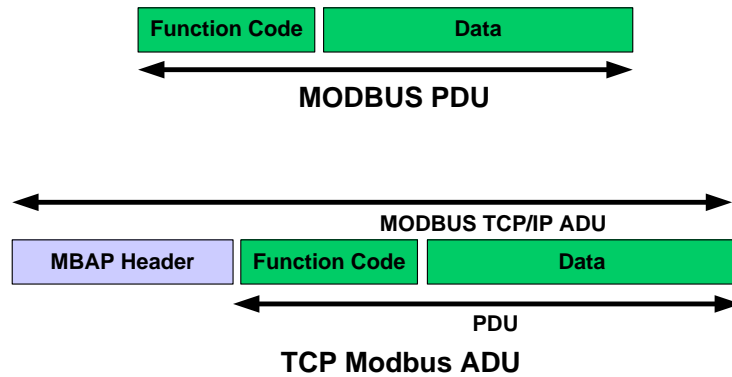 Function Code Data
MODBUS PDU
MODBUS TCP/IP ADU
MBAP Header Function Code Data
PDU
TCP Modbus ADU